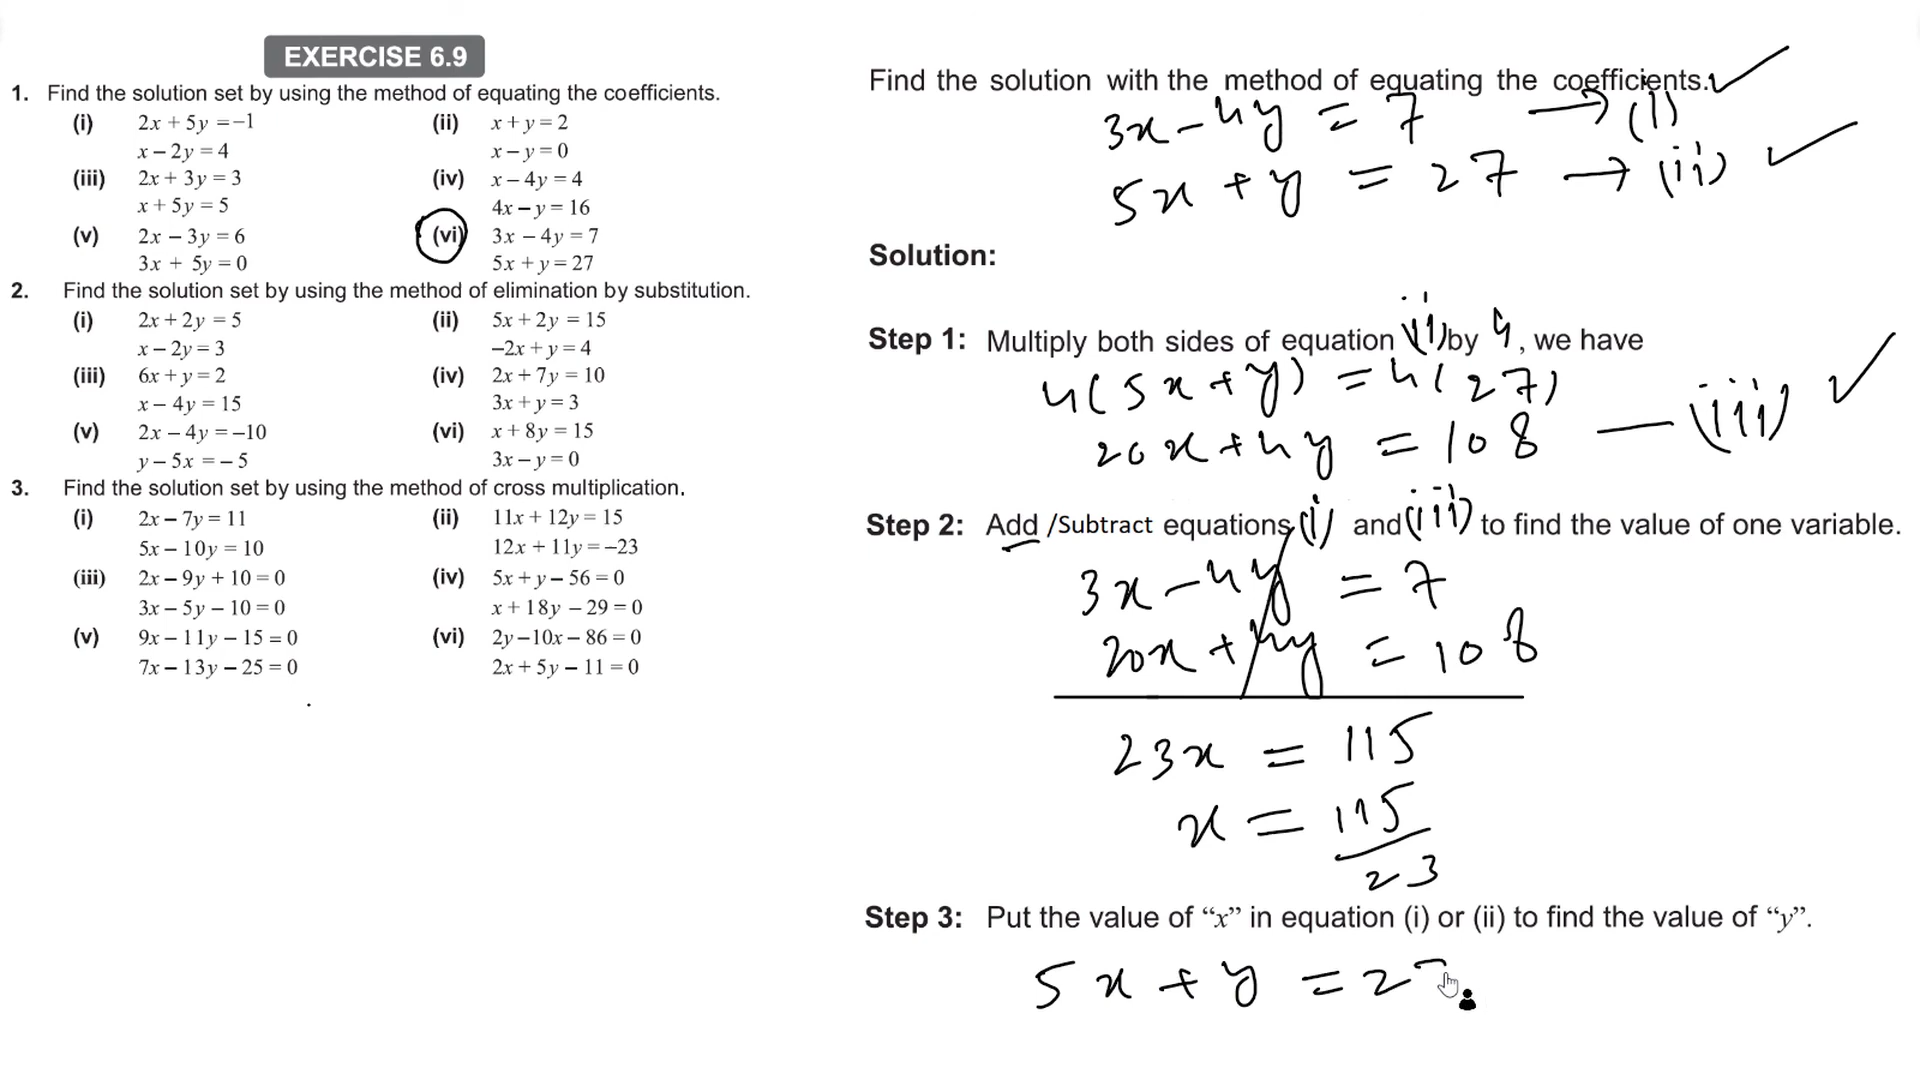 EXERCISE 6.9
1. Find the solution set by using the method of equating the coefficients.
(i) 2x + 5y = –1 (ii) x + y = 2
x – 2y = 4 x – y = 0
(iii) 2x + 3y = 3 (iv) x – 4y = 4
x + 5y = 5 4x – y = 16
(v) 2x – 3y = 6 (vi) 3x – 4y = 7
3x + 5y = 0 5x + y = 27
2. Find the solution set by using the method of elimination by substitution.
(i) 2x + 2y = 5 (ii) 5x + 2y = 15
x – 2y = 3 –2x + y = 4
(iii) 6x + y = 2 (iv) 2x + 7y = 10
x – 4y = 15 3x + y = 3
(v) 2x – 4y = –10 (vi) x + 8y = 15
y – 5x = – 5 3x – y = 0
3. Find the solution set by using the method of cross multiplication.
(i) 2x – 7y = 11 (ii) 11x + 12y = 15
5x – 10y = 10 12x + 11y = –23
(iii) 2x – 9y + 10 = 0 (iv) 5x + y – 56 = 0
3x – 5y – 10 = 0 x + 18y – 29 = 0
(v) 9x – 11y – 15 = 0 (vi) 2y – 10x – 86 = 0
7x – 13y – 25 = 0 2x + 5y – 11 = 0
Find the solution with the method of equating the coefficients.
3x – 4y = 7 → (i)
5x + y = 27 → (ii)
Solution:
Step 1: Multiply both sides of equation (ii) by 4, we have
4(5x + y) = 4(27)
20x + 4y = 108 — (iii)
Step 2: Add /Subtract equations (i) and (iii) to find the value of one variable.
3x – 4y = 7
20x + 4y = 108
23x = 115
x = 115
23
Step 3: Put the value of “x” in equation (i) or (ii) to find the value of “y”.
5x + y = 2